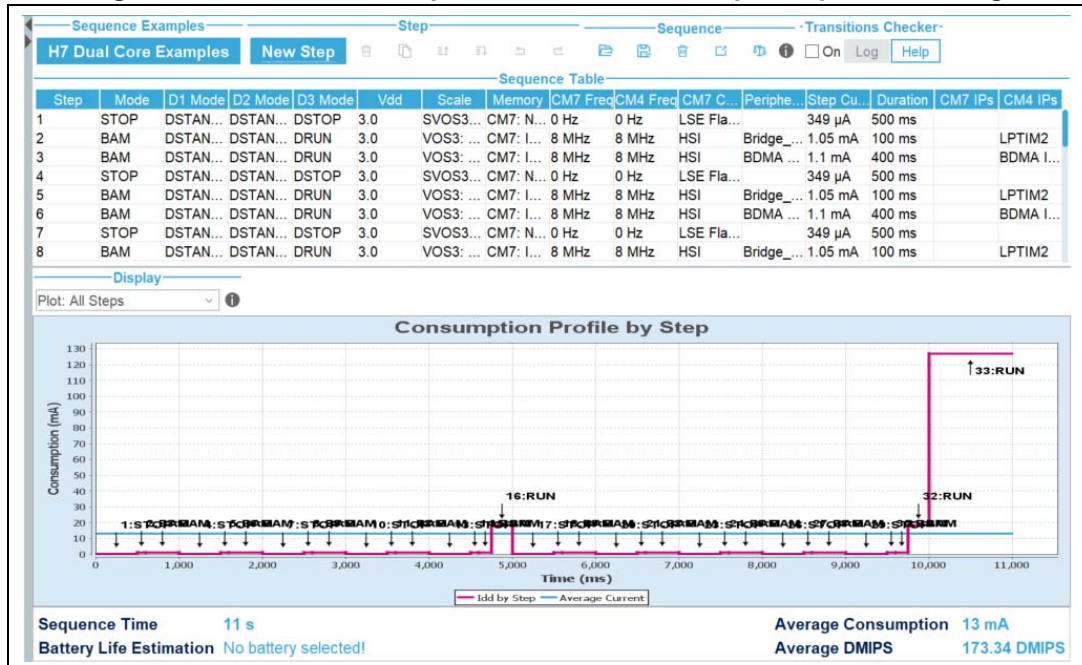 Sequence Examples Step Sequence Transitions Checker
H7 Dual Core Examples New Step On Log Help
Sequence Table
Step Mode D1 Mode D2 Mode D3 Mode Vdd Scale Memory CM7 Freq CM4 Freq CM7 C... Periphe... Step Cu... Duration CM7 IPs CM4 IPs
1 STOP DSTAN... DSTAN... DSTOP 3.0 SVOS3... CM7: N... 0 Hz 0 Hz LSE Fla... 349 µA 500 ms
2 BAM DSTAN... DSTAN... DRUN 3.0 VOS3: ... CM7: I... 8 MHz 8 MHz HSI Bridge_... 1.05 mA 100 ms LPTIM2
3 BAM DSTAN... DSTAN... DRUN 3.0 VOS3: ... CM7: I... 8 MHz 8 MHz HSI BDMA ... 1.1 mA 400 ms BDMA I...
4 STOP DSTAN... DSTAN... DSTOP 3.0 SVOS3... CM7: N... 0 Hz 0 Hz LSE Fla... 349 µA 500 ms
5 BAM DSTAN... DSTAN... DRUN 3.0 VOS3: ... CM7: I... 8 MHz 8 MHz HSI Bridge_... 1.05 mA 100 ms LPTIM2
6 BAM DSTAN... DSTAN... DRUN 3.0 VOS3: ... CM7: I... 8 MHz 8 MHz HSI BDMA ... 1.1 mA 400 ms BDMA I...
7 STOP DSTAN... DSTAN... DSTOP 3.0 SVOS3... CM7: N... 0 Hz 0 Hz LSE Fla... 349 µA 500 ms
8 BAM DSTAN... DSTAN... DRUN 3.0 VOS3: ... CM7: I... 8 MHz 8 MHz HSI Bridge_... 1.05 mA 100 ms LPTIM2
Display
Plot: All Steps
Consumption Profile by Step
Consumption (mA)
130
120
110
100
90
80
70
60
50
40
30
20
10
0
33:RUN
16:RUN
32:RUN
0 1,000 2,000 3,000 4,000 5,000 6,000 7,000 8,000 9,000 10,000 11,000
Time (ms)
Idd by Step Average Current
Sequence Time 11 s Average Consumption 13 mA
Battery Life Estimation No battery selected! Average DMIPS 173.34 DMIPS